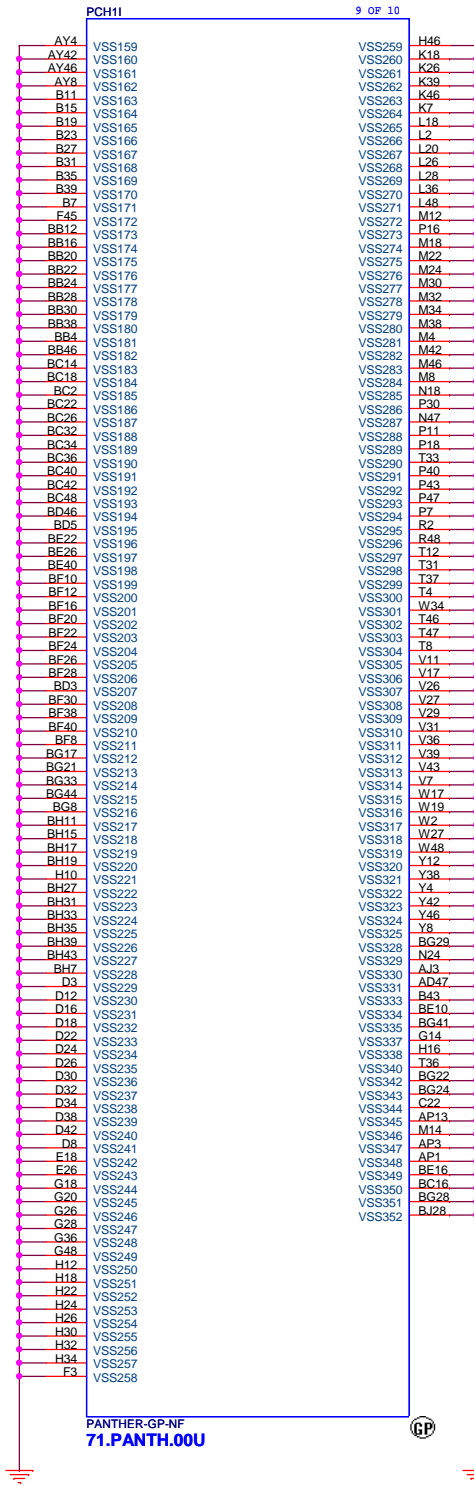 PCH1I 9 OF 10
AY4 VSS159 VSS259 H46
AY42 VSS160 VSS260 K18
AY46 VSS161 VSS261 K26
AY8 VSS162 VSS262 K39
B11 VSS163 VSS263 K46
B15 VSS164 VSS264 K7
B19 VSS165 VSS265 L18
B23 VSS166 VSS266 L2
B27 VSS167 VSS267 L20
B31 VSS168 VSS268 L26
B35 VSS169 VSS269 L28
B39 VSS170 VSS270 L36
B7 VSS171 VSS271 L48
F45 VSS172 VSS272 M12
BB12 VSS173 VSS273 P16
BB16 VSS174 VSS274 M18
BB20 VSS175 VSS275 M22
BB22 VSS176 VSS276 M24
BB24 VSS177 VSS277 M30
BB28 VSS178 VSS278 M32
BB30 VSS179 VSS279 M34
BB38 VSS180 VSS280 M38
BB4 VSS181 VSS281 M4
BB46 VSS182 VSS282 M42
BC14 VSS183 VSS283 M46
BC18 VSS184 VSS284 M8
BC2 VSS185 VSS285 N18
BC22 VSS186 VSS286 P30
BC26 VSS187 VSS287 N47
BC32 VSS188 VSS288 P11
BC34 VSS189 VSS289 P18
BC36 VSS190 VSS290 T33
BC40 VSS191 VSS291 P40
BC42 VSS192 VSS292 P43
BC48 VSS193 VSS293 P47
BD46 VSS194 VSS294 P7
BD5 VSS195 VSS295 R2
BE22 VSS196 VSS296 R48
BE26 VSS197 VSS297 T12
BE40 VSS198 VSS298 T31
BF10 VSS199 VSS299 T37
BF12 VSS200 VSS300 T4
BF16 VSS201 VSS301 W34
BF20 VSS202 VSS302 T46
BF22 VSS203 VSS303 T47
BF24 VSS204 VSS304 T8
BF26 VSS205 VSS305 V11
BF28 VSS206 VSS306 V17
BD3 VSS207 VSS307 V26
BF30 VSS208 VSS308 V27
BF38 VSS209 VSS309 V29
BF40 VSS210 VSS310 V31
BF8 VSS211 VSS311 V36
BG17 VSS212 VSS312 V39
BG21 VSS213 VSS313 V43
BG33 VSS214 VSS314 V7
BG44 VSS215 VSS315 W17
BG8 VSS216 VSS316 W19
BH11 VSS217 VSS317 W2
BH15 VSS218 VSS318 W27
BH17 VSS219 VSS319 W48
BH19 VSS220 VSS320 Y12
H10 VSS221 VSS321 Y38
BH27 VSS222 VSS322 Y4
BH31 VSS223 VSS323 Y42
BH33 VSS224 VSS324 Y46
BH35 VSS225 VSS325 Y8
BH39 VSS226 VSS328 BG29
BH43 VSS227 VSS329 N24
BH7 VSS228 VSS330 AJ3
D3 VSS229 VSS331 AD47
D12 VSS230 VSS333 B43
D16 VSS231 VSS334 BE10
D18 VSS232 VSS335 BG41
D22 VSS233 VSS337 G14
D24 VSS234 VSS338 H16
D26 VSS235 VSS340 T36
D30 VSS236 VSS342 BG22
D32 VSS237 VSS343 BG24
D34 VSS238 VSS344 C22
D38 VSS239 VSS345 AP13
D42 VSS240 VSS346 M14
D8 VSS241 VSS347 AP3
E18 VSS242 VSS348 AP1
E26 VSS243 VSS349 BE16
G18 VSS244 VSS350 BC16
G20 VSS245 VSS351 BG28
G26 VSS246 VSS352 BJ28
G28 VSS247
G36 VSS248
G48 VSS249
H12 VSS250
H18 VSS251
H22 VSS252
H24 VSS253
H26 VSS254
H30 VSS255
H32 VSS256
H34 VSS257
F3 VSS258
PANTHER-GP-NF
71.PANTH.00U
GP